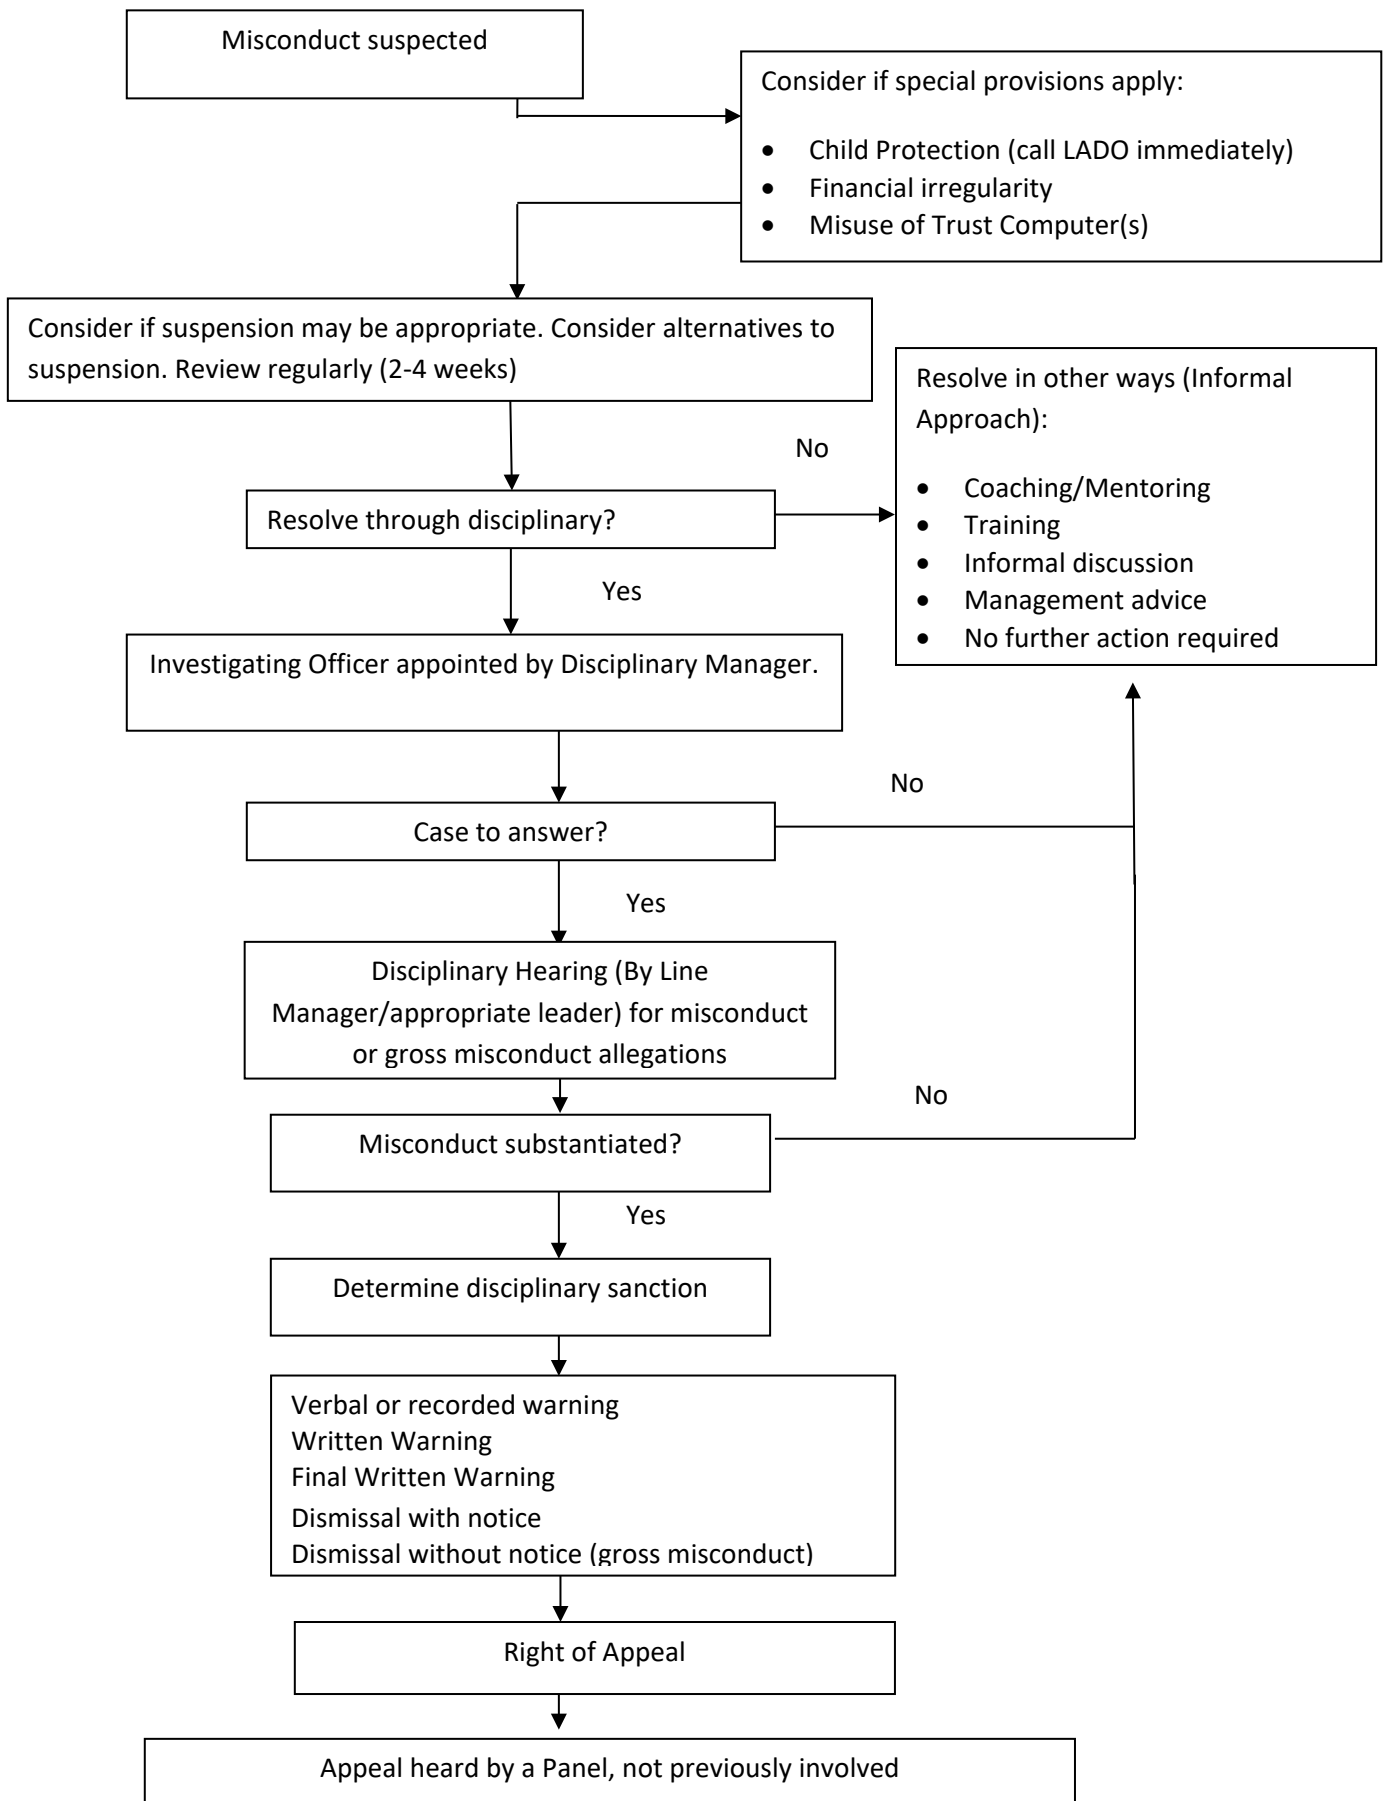 Misconduct suspected
Consider if special provisions apply:
• Child Protection (call LADO immediately)
• Financial irregularity
• Misuse of Trust Computer(s)
Consider if suspension may be appropriate. Consider alternatives to
suspension. Review regularly (2-4 weeks)
Resolve in other ways (Informal
Approach):
• Coaching/Mentoring
• Training
• Informal discussion
• Management advice
• No further action required
No
Resolve through disciplinary?
Yes
Investigating Officer appointed by Disciplinary Manager.
No
Case to answer?
Yes
Disciplinary Hearing (By Line
Manager/appropriate leader) for misconduct
or gross misconduct allegations
No
Misconduct substantiated?
Yes
Determine disciplinary sanction
Verbal or recorded warning
Written Warning
Final Written Warning
Dismissal with notice
Dismissal without notice (gross misconduct)
Right of Appeal
Appeal heard by a Panel, not previously involved